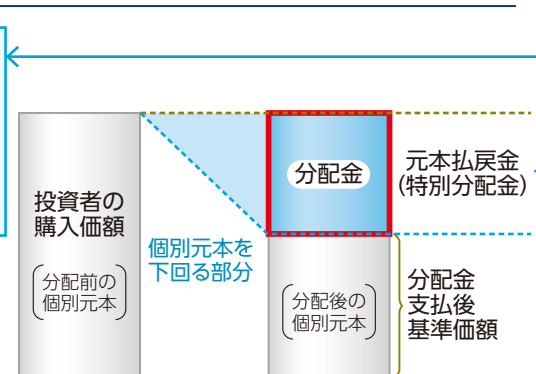 投資者の
購入価額
(分配前の
個別元本)
個別元本を
下回る部分
分配金
(分配後の
個別元本)
元本払戻金
(特別分配金)
分配金
支払後
基準価額